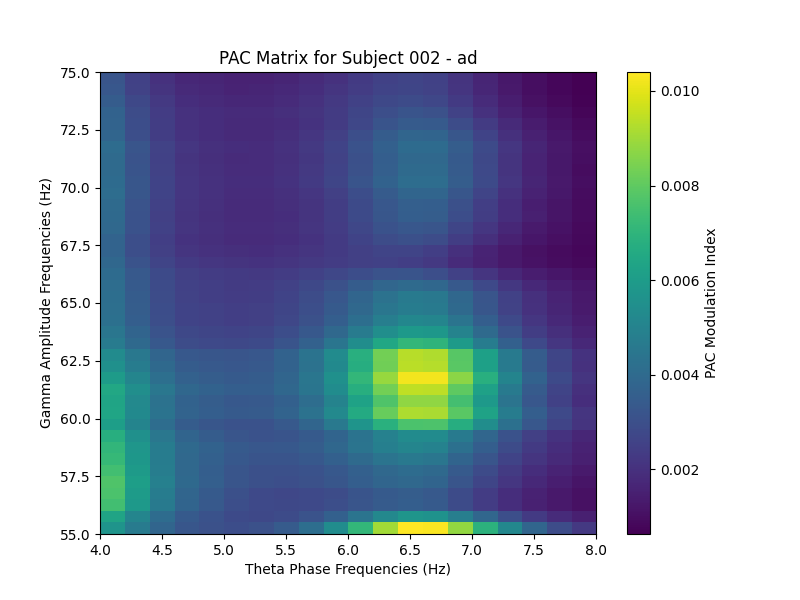 PAC Matrix for Subject 002 - ad
75.0
72.5
70.0
67.5
65.0
62.5
60.0
57.5
55.0
Gamma Amplitude Frequencies (Hz)
4.0 4.5 5.0 5.5 6.0 6.5 7.0 7.5 8.0
Theta Phase Frequencies (Hz)
0.010
0.008
0.006
0.004
0.002
PAC Modulation Index